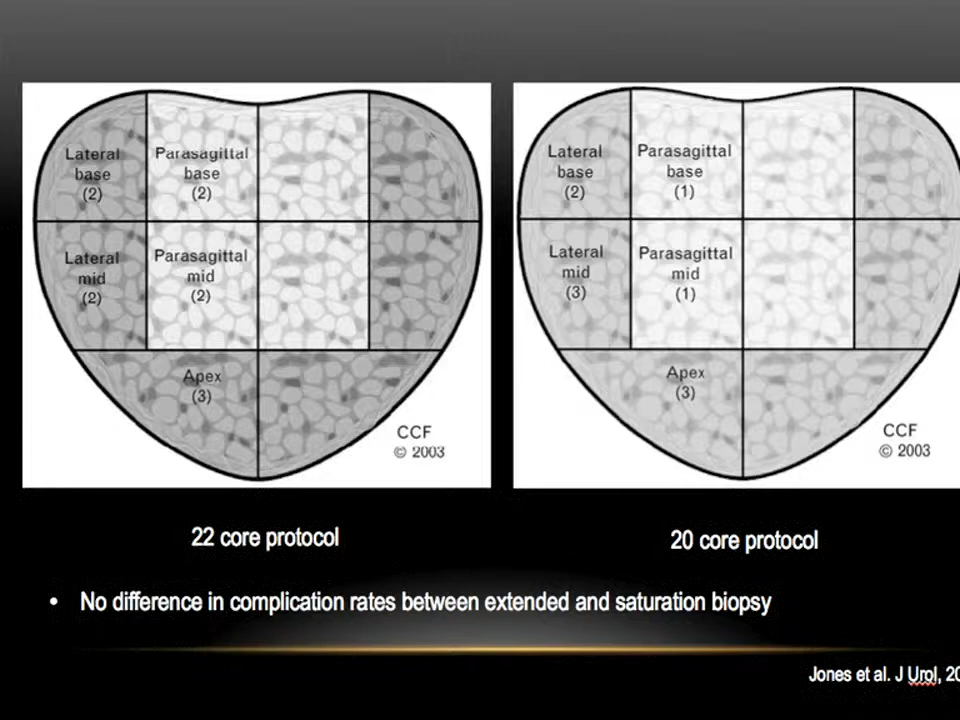 Lateral
base
(2)
Parasagittal
base
(2)
Lateral
mid
(2)
Parasagittal
mid
(2)
Apex
(3)
CCF
© 2003
Lateral
base
(2)
Parasagittal
base
(1)
Lateral
mid
(3)
Parasagittal
mid
(1)
Apex
(3)
CCF
© 2003
22 core protocol
20 core protocol
• No difference in complication rates between extended and saturation biopsy
Jones et al. J Urol, 20